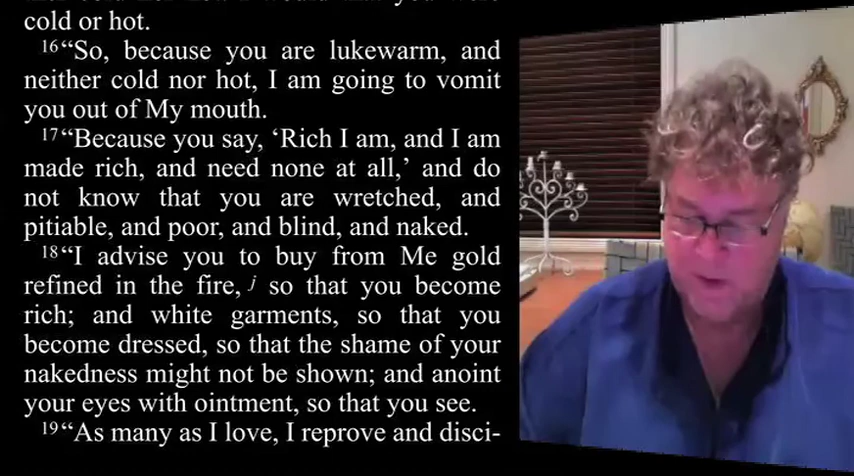 cold or hot.
16“So, because you are lukewarm, and
neither cold nor hot, I am going to vomit
you out of My mouth.
17“Because you say, ‘Rich I am, and I am
made rich, and need none at all,’ and do
not know that you are wretched, and
pitiable, and poor, and blind, and naked.
18“I advise you to buy from Me gold
refined in the fire, j so that you become
rich; and white garments, so that you
become dressed, so that the shame of your
nakedness might not be shown; and anoint
your eyes with ointment, so that you see.
19“As many as I love, I reprove and disci-